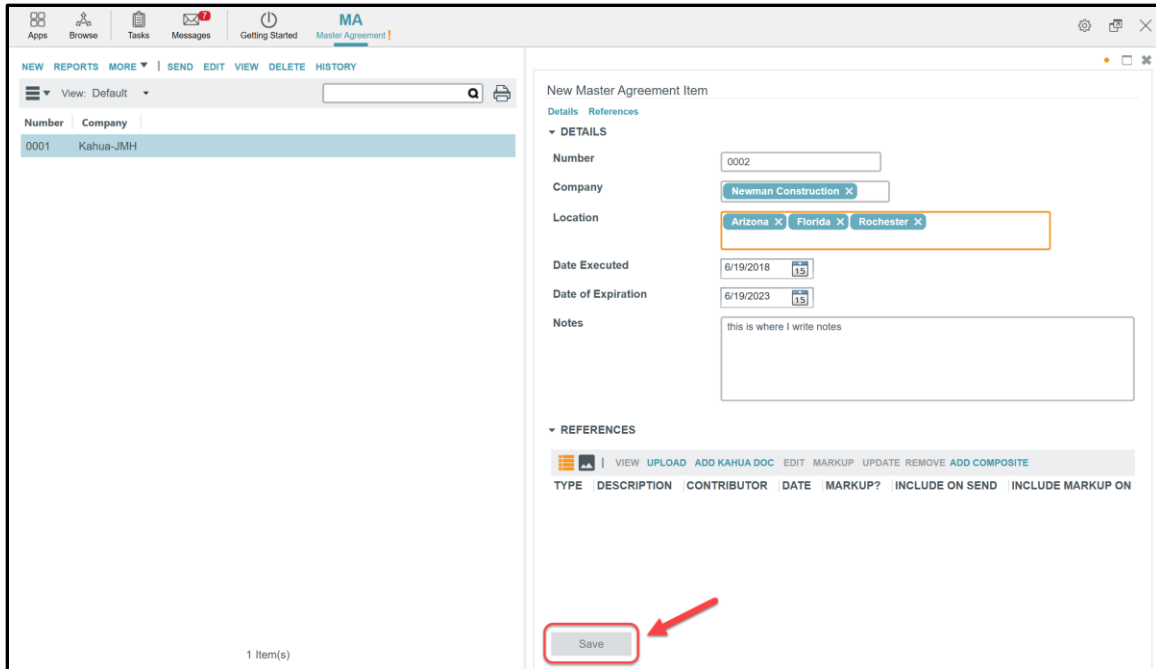 7 MA
Apps Browse Tasks Messages Getting Started Master Agreement !
NEW REPORTS MORE | SEND EDIT VIEW DELETE HISTORY
View: Default
Number Company
0001 Kahua-JMH
1 Item(s)
New Master Agreement Item
Details References
DETAILS
Number 0002
Company Newman Construction X
Location Arizona X Florida X Rochester X
Date Executed 6/19/2018 15
Date of Expiration 6/19/2023 15
Notes this is where I write notes
REFERENCES
| VIEW UPLOAD ADD KAHUA DOC EDIT MARKUP UPDATE REMOVE ADD COMPOSITE
TYPE DESCRIPTION CONTRIBUTOR DATE MARKUP? INCLUDE ON SEND INCLUDE MARKUP ON
Save